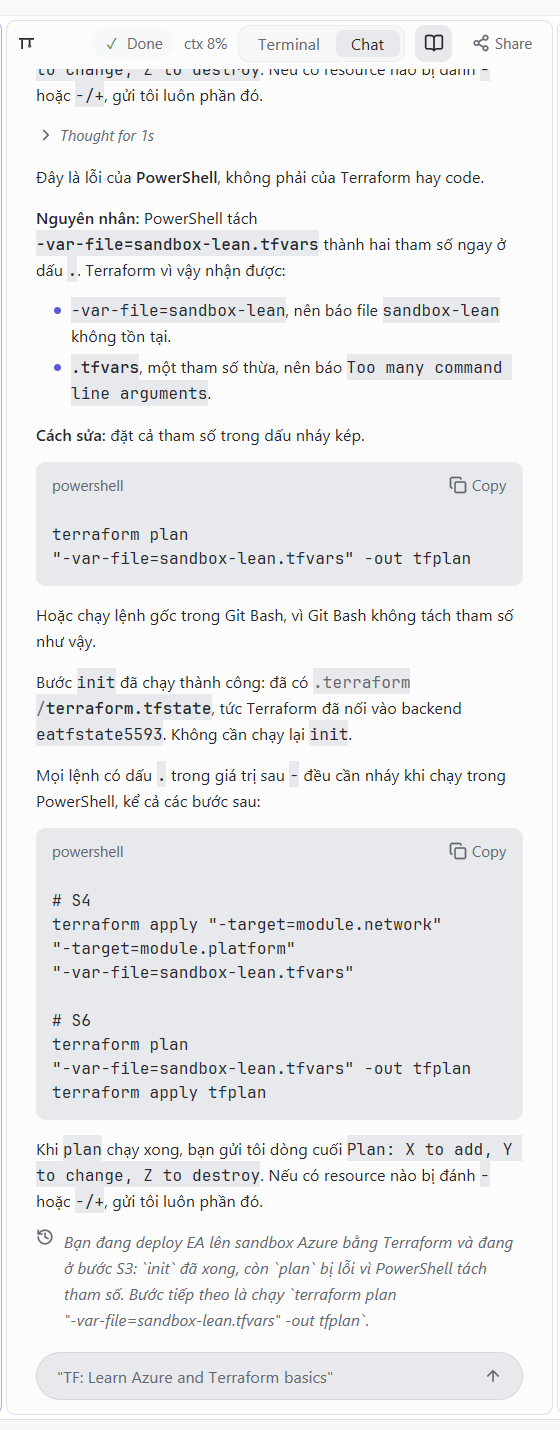 Done ctx 8% Terminal Chat Share
to change, Z to destroy. Nếu có resource nào bị đánh -
hoặc -/+, gửi tôi luôn phần đó.
Thought for 1s
Đây là lỗi của PowerShell, không phải của Terraform hay code.
Nguyên nhân: PowerShell tách
-var-file=sandbox-lean.tfvars thành hai tham số ngay ở
dấu .. Terraform vì vậy nhận được:
-var-file=sandbox-lean, nên báo file sandbox-lean
không tồn tại.
.tfvars, một tham số thừa, nên báo Too many command
line arguments.
Cách sửa: đặt cả tham số trong dấu nháy kép.
powershell Copy
terraform plan
"-var-file=sandbox-lean.tfvars" -out tfplan
Hoặc chạy lệnh gốc trong Git Bash, vì Git Bash không tách tham số
như vậy.
Bước init đã chạy thành công: đã có .terraform
/terraform.tfstate, tức Terraform đã nối vào backend
eatfstate5593. Không cần chạy lại init.
Mọi lệnh có dấu . trong giá trị sau - đều cần nháy khi chạy trong
PowerShell, kể cả các bước sau:
powershell Copy
# S4
terraform apply "-target=module.network"
"-target=module.platform"
"-var-file=sandbox-lean.tfvars"
# S6
terraform plan
"-var-file=sandbox-lean.tfvars" -out tfplan
terraform apply tfplan
Khi plan chạy xong, bạn gửi tôi dòng cuối Plan: X to add, Y
to change, Z to destroy. Nếu có resource nào bị đánh -
hoặc -/+, gửi tôi luôn phần đó.
Bạn đang deploy EA lên sandbox Azure bằng Terraform và đang
ở bước S3: `init` đã xong, còn `plan` bị lỗi vì PowerShell tách
tham số. Bước tiếp theo là chạy `terraform plan
"-var-file=sandbox-lean.tfvars" -out tfplan`.
"TF: Learn Azure and Terraform basics"